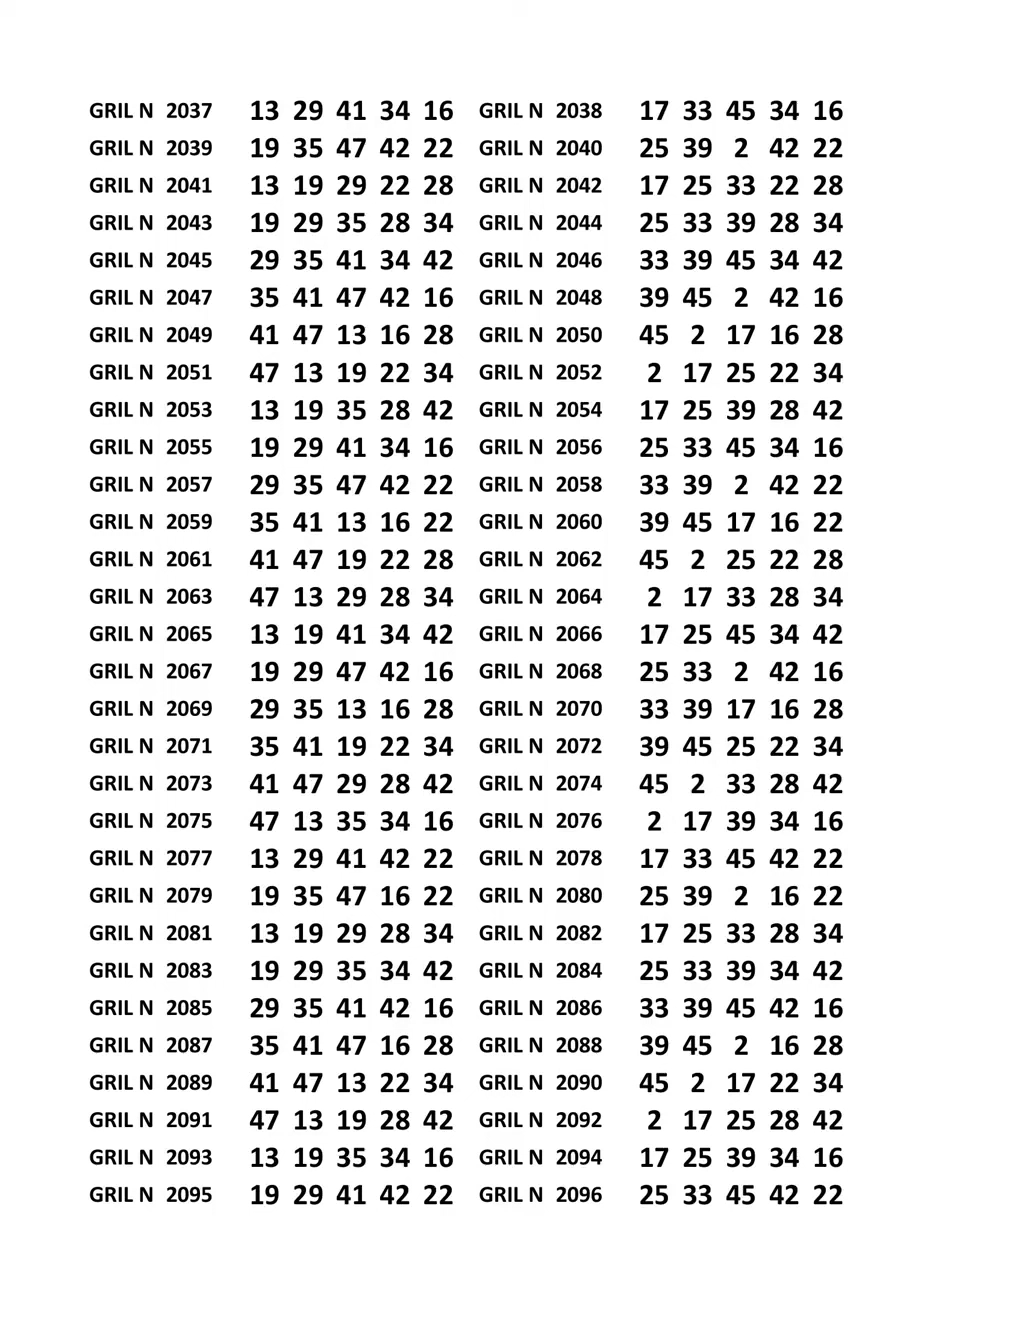 GRIL N 2037 13 29 41 34 16 GRIL N 2038 17 33 45 34 16
GRIL N 2039 19 35 47 42 22 GRIL N 2040 25 39 2 42 22
GRIL N 2041 13 19 29 22 28 GRIL N 2042 17 25 33 22 28
GRIL N 2043 19 29 35 28 34 GRIL N 2044 25 33 39 28 34
GRIL N 2045 29 35 41 34 42 GRIL N 2046 33 39 45 34 42
GRIL N 2047 35 41 47 42 16 GRIL N 2048 39 45 2 42 16
GRIL N 2049 41 47 13 16 28 GRIL N 2050 45 2 17 16 28
GRIL N 2051 47 13 19 22 34 GRIL N 2052 2 17 25 22 34
GRIL N 2053 13 19 35 28 42 GRIL N 2054 17 25 39 28 42
GRIL N 2055 19 29 41 34 16 GRIL N 2056 25 33 45 34 16
GRIL N 2057 29 35 47 42 22 GRIL N 2058 33 39 2 42 22
GRIL N 2059 35 41 13 16 22 GRIL N 2060 39 45 17 16 22
GRIL N 2061 41 47 19 22 28 GRIL N 2062 45 2 25 22 28
GRIL N 2063 47 13 29 28 34 GRIL N 2064 2 17 33 28 34
GRIL N 2065 13 19 41 34 42 GRIL N 2066 17 25 45 34 42
GRIL N 2067 19 29 47 42 16 GRIL N 2068 25 33 2 42 16
GRIL N 2069 29 35 13 16 28 GRIL N 2070 33 39 17 16 28
GRIL N 2071 35 41 19 22 34 GRIL N 2072 39 45 25 22 34
GRIL N 2073 41 47 29 28 42 GRIL N 2074 45 2 33 28 42
GRIL N 2075 47 13 35 34 16 GRIL N 2076 2 17 39 34 16
GRIL N 2077 13 29 41 42 22 GRIL N 2078 17 33 45 42 22
GRIL N 2079 19 35 47 16 22 GRIL N 2080 25 39 2 16 22
GRIL N 2081 13 19 29 28 34 GRIL N 2082 17 25 33 28 34
GRIL N 2083 19 29 35 34 42 GRIL N 2084 25 33 39 34 42
GRIL N 2085 29 35 41 42 16 GRIL N 2086 33 39 45 42 16
GRIL N 2087 35 41 47 16 28 GRIL N 2088 39 45 2 16 28
GRIL N 2089 41 47 13 22 34 GRIL N 2090 45 2 17 22 34
GRIL N 2091 47 13 19 28 42 GRIL N 2092 2 17 25 28 42
GRIL N 2093 13 19 35 34 16 GRIL N 2094 17 25 39 34 16
GRIL N 2095 19 29 41 42 22 GRIL N 2096 25 33 45 42 22